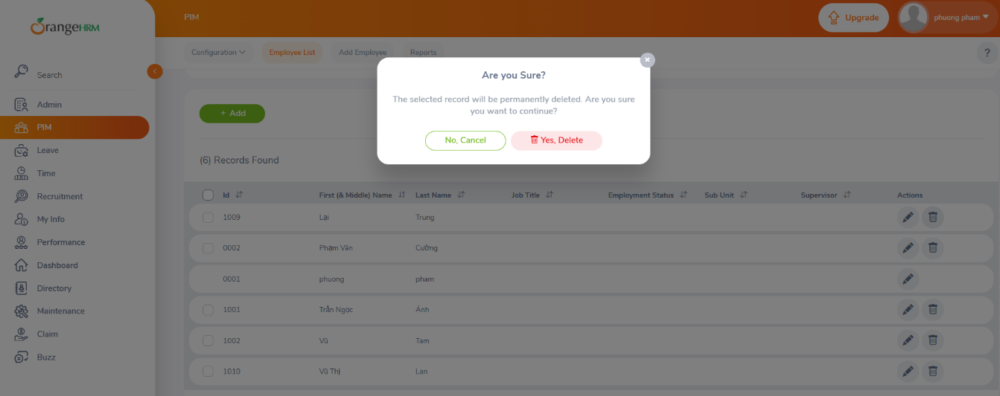 OrangeHRM
PIM
Upgrade
phuong pham
Configuration
Employee List
Add Employee
Reports
?
Search
Admin
PIM
Leave
Time
Recruitment
My Info
Performance
Dashboard
Directory
Maintenance
Claim
Buzz
Are you Sure?
The selected record will be permanently deleted. Are you sure
you want to continue?
No, Cancel
Yes, Delete
+ Add
(6) Records Found
Id First (& Middle) Name Last Name Job Title Employment Status Sub Unit Supervisor Actions
1009 Lại Trung
0002 Phạm Văn Cường
0001 phuong pham
1001 Trần Ngọc Ánh
1002 Vũ Tam
1010 Vũ Thị Lan